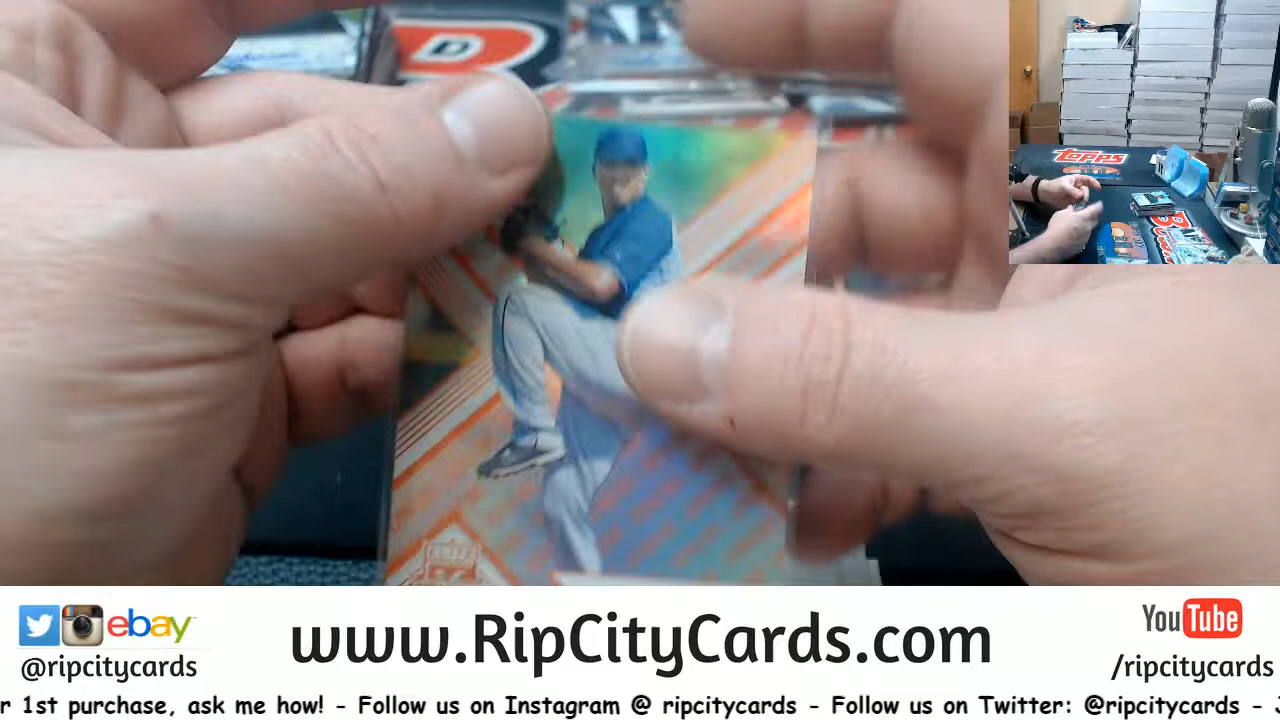 D
ELITE
topps
B
ebay
@ripcitycards
www.RipCityCards.com
YouTube
/ripcitycards
r 1st purchase, ask me how! - Follow us on Instagram @ ripcitycards - Follow us on Twitter: @ripcitycards - J